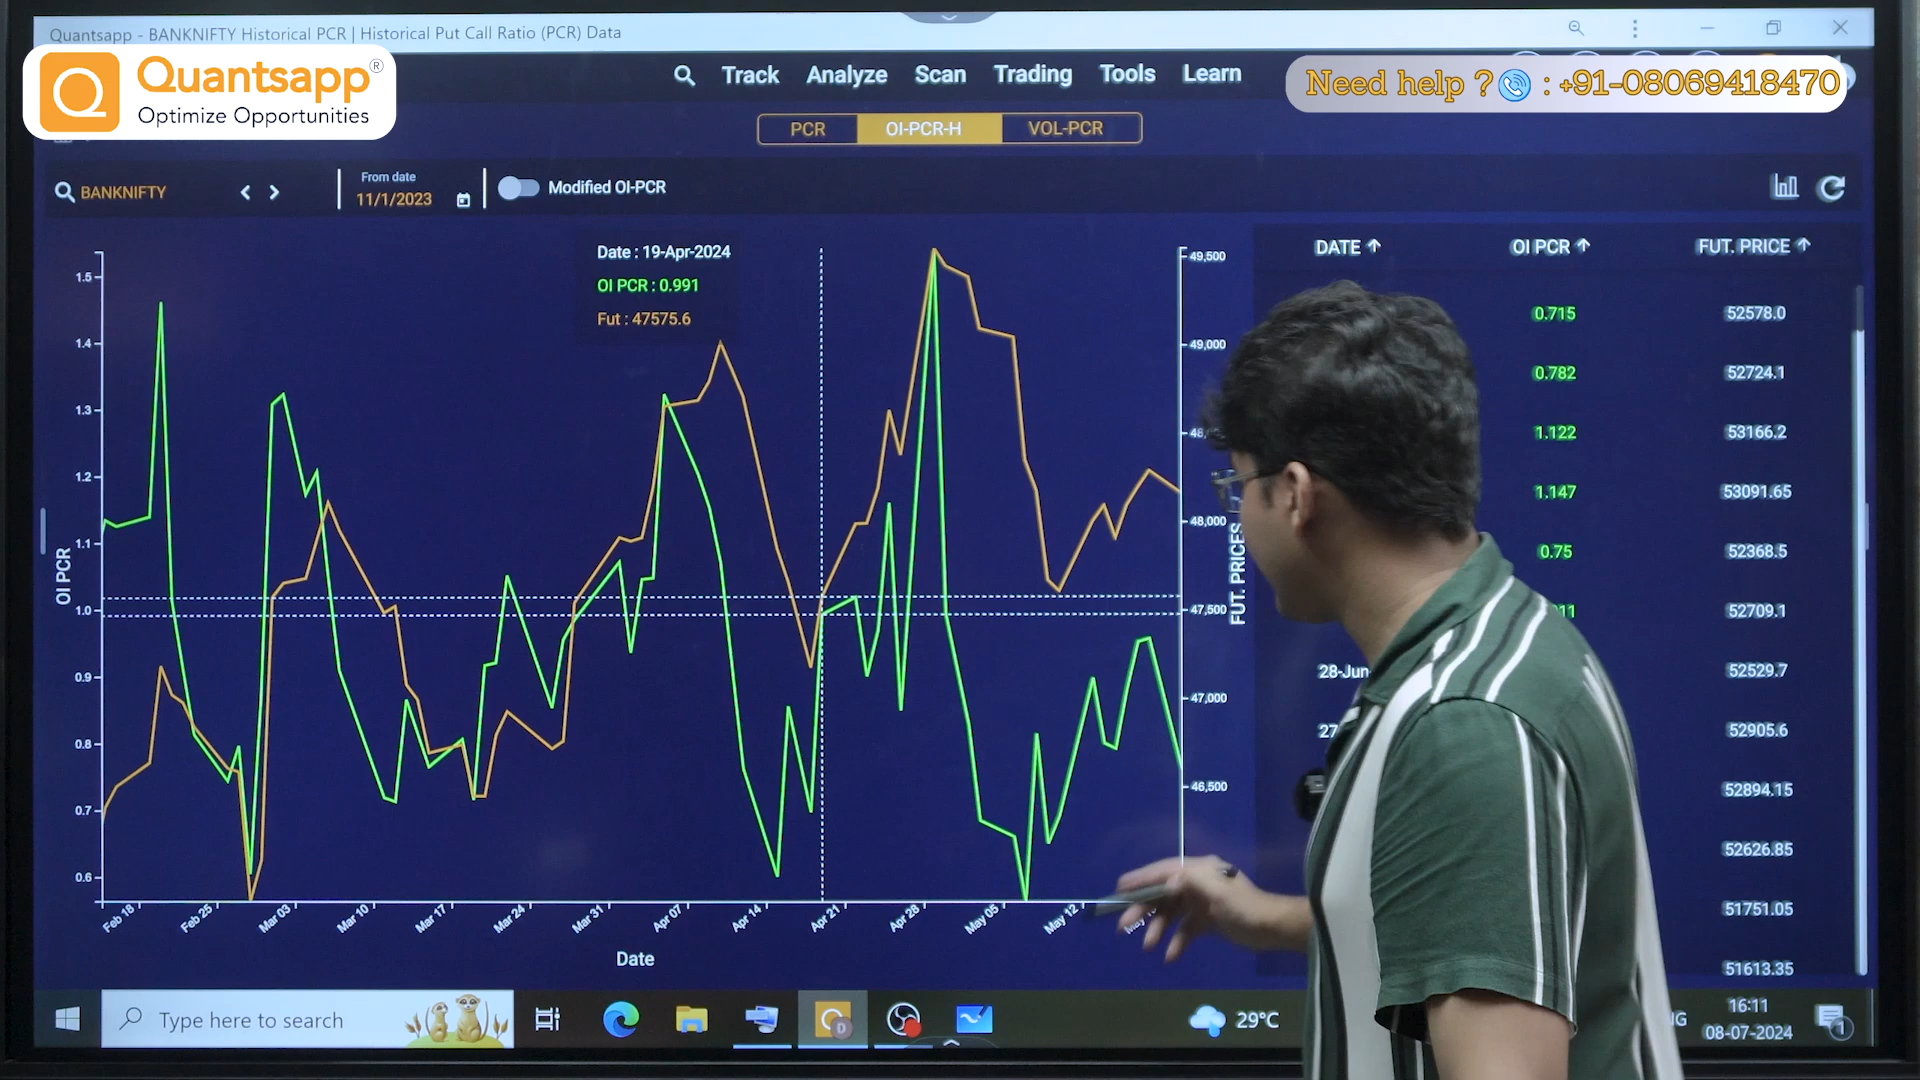 Quantsapp - BANKNIFTY Historical PCR | Historical Put Call Ratio (PCR) Data
Quantsapp®
Optimize Opportunities
Track Analyze Scan Trading Tools Learn
Need help ? : +91-08069418470
PCR OI-PCR-H VOL-PCR
BANKNIFTY
From date
11/1/2023
Modified OI-PCR
Date : 19-Apr-2024
OI PCR : 0.991
Fut : 47575.6
OI PCR
1.5
1.4
1.3
1.2
1.1
1.0
0.9
0.8
0.7
0.6
49,500
49,000
48,000
47,500
47,000
46,500
FUT. PRICES
Feb 18 Feb 25 Mar 03 Mar 10 Mar 17 Mar 24 Mar 31 Apr 07 Apr 14 Apr 21 Apr 28 May 05 May 12
Date
DATE OI PCR FUT. PRICE
0.715 52578.0
0.782 52724.1
1.122 53166.2
1.147 53091.65
0.75 52368.5
52709.1
28-Jun 52529.7
27 52905.6
52894.15
52626.85
51751.05
51613.35
Type here to search
29°C
16:11
08-07-2024
1